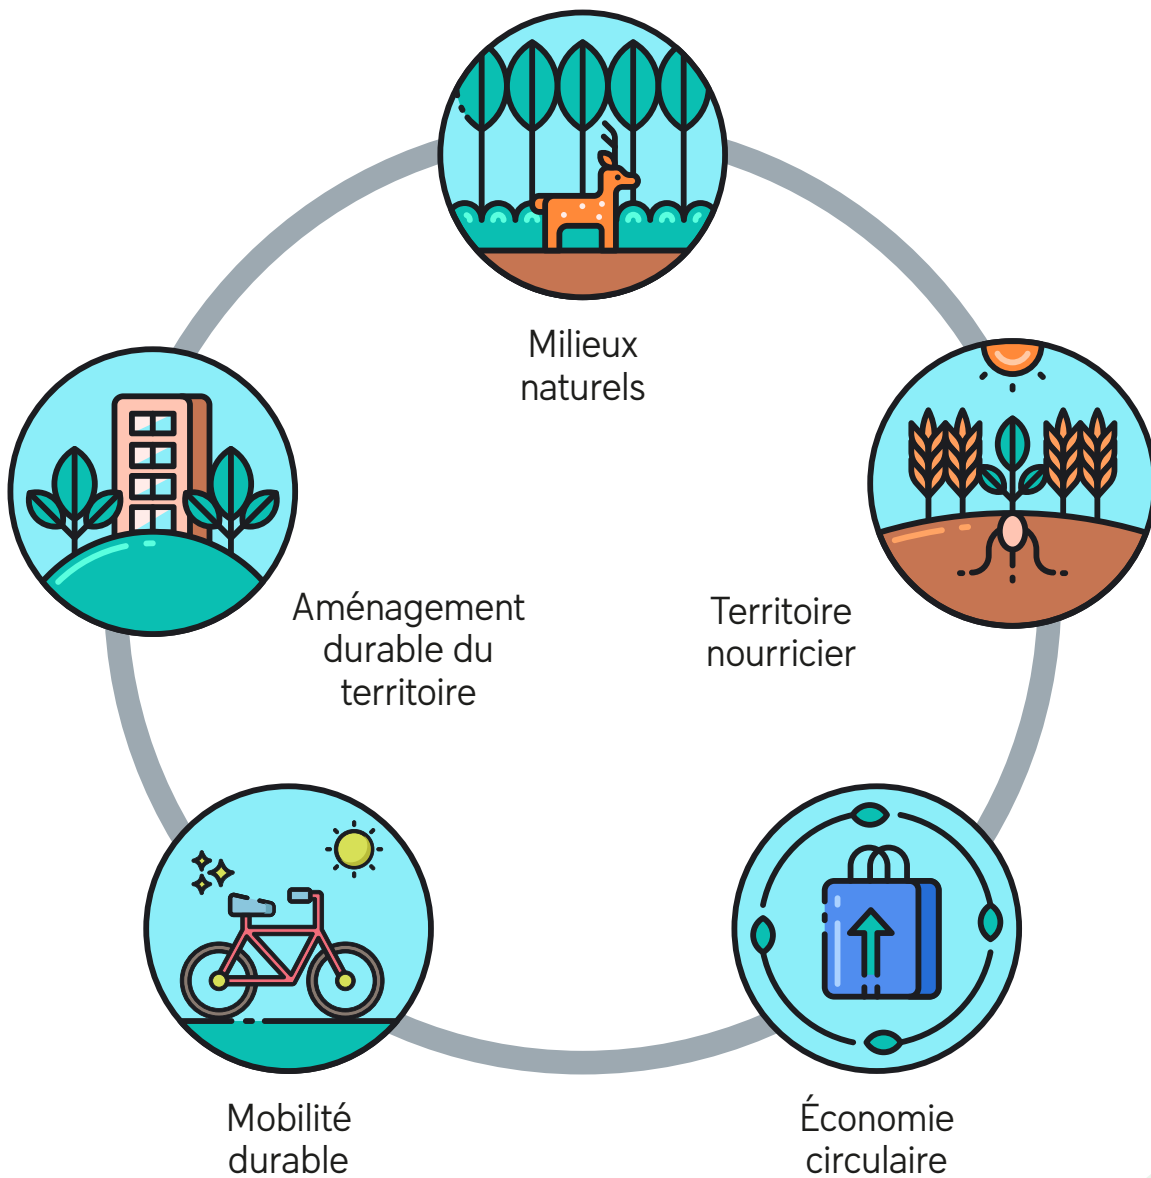 Milieux
naturels
Aménagement
durable du
territoire
Territoire
nourricier
Mobilité
durable
Économie
circulaire